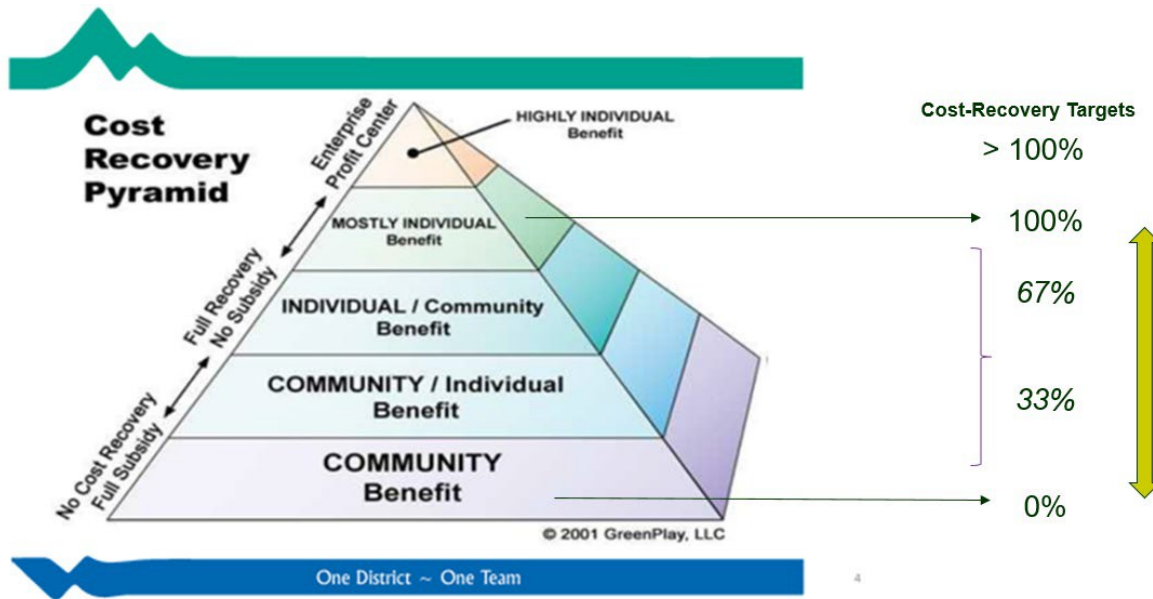 Cost
Recovery
Pyramid
Enterprise
Profit Center
Full Recovery
No Subsidy
No Cost Recovery
Full Subsidy
HIGHLY INDIVIDUAL
Benefit
MOSTLY INDIVIDUAL
Benefit
INDIVIDUAL / Community
Benefit
COMMUNITY / Individual
Benefit
COMMUNITY
Benefit
© 2001 GreenPlay, LLC
Cost-Recovery Targets
> 100%
100%
67%
33%
0%
One District ~ One Team
4